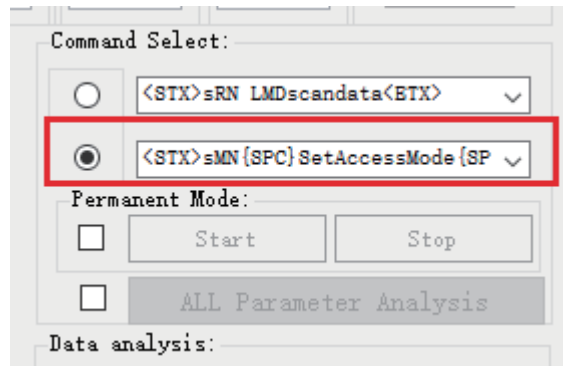 Command Select:
<STX>sRN LMDscandata<ETX>
<STX>sMN{SPC}SetAccessMode{SP
Permanent Mode:
Start Stop
ALL Parameter Analysis
Data analysis: